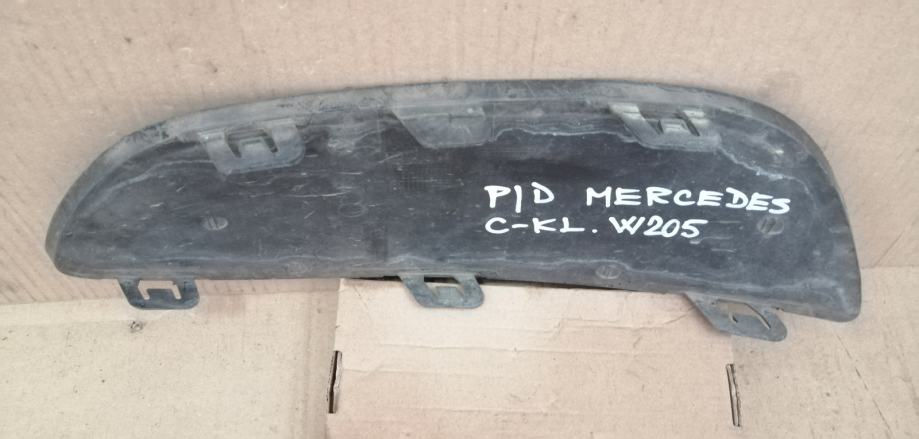 P/D MERCEDES
C-KL. W205